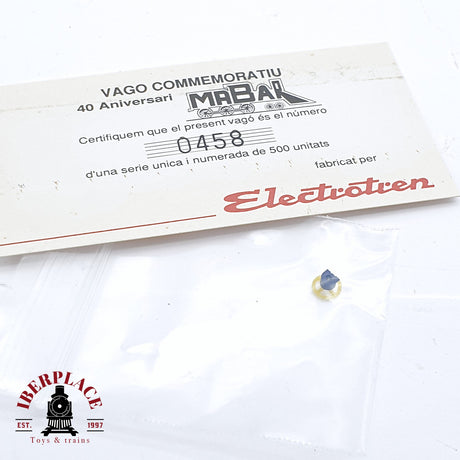 VAGO COMMEMORATIU
40 Aniversari MABAR
Certifiquem que el present vagó és el número
0458
d'una serie unica i numerada de 500 unitats
fabricat per
Electrotren
IBERPLACE
EST. 1997
Toys & trains